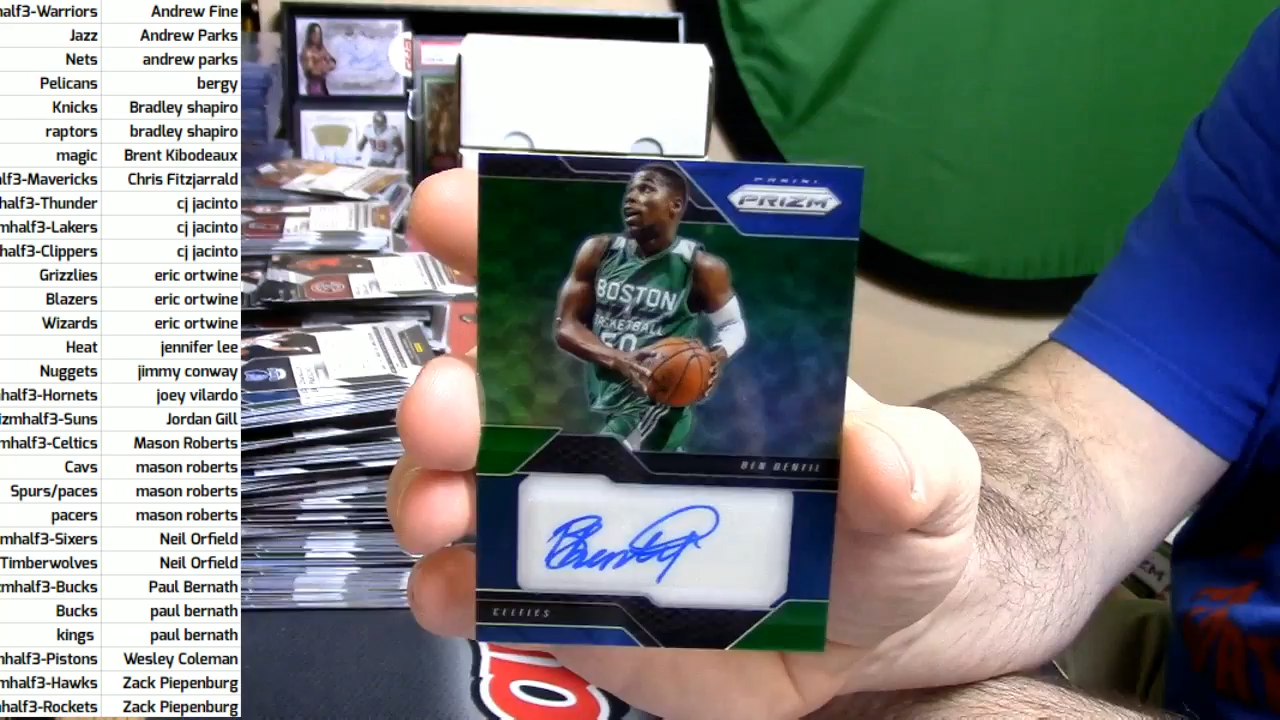 half3-Warriors Andrew Fine
Jazz Andrew Parks
Nets andrew parks
Pelicans bergy
Knicks Bradley shapiro
raptors bradley shapiro
magic Brent Kibodeaux
alf3-Mavericks Chris Fitzjarrald
half3-Thunder cj jacinto
mhalf3-Lakers cj jacinto
half3-Clippers cj jacinto
Grizzlies eric ortwine
Blazers eric ortwine
Wizards eric ortwine
Heat jennifer lee
Nuggets jimmy conway
half3-Hornets joey vilardo
izmhalf3-Suns Jordan Gill
mhalf3-Celtics Mason Roberts
Cavs mason roberts
Spurs/paces mason roberts
pacers mason roberts
mhalf3-Sixers Neil Orfield
Timberwolves Neil Orfield
zmhalf3-Bucks Paul Bernath
Bucks paul bernath
kings paul bernath
half3-Pistons Wesley Coleman
mhalf3-Hawks Zack Piepenburg
half3-Rockets Zack Piepenburg
PANINI
PRIZM
BOSTON
BASKETBALL
50
BEN BENTIL
CELTICS